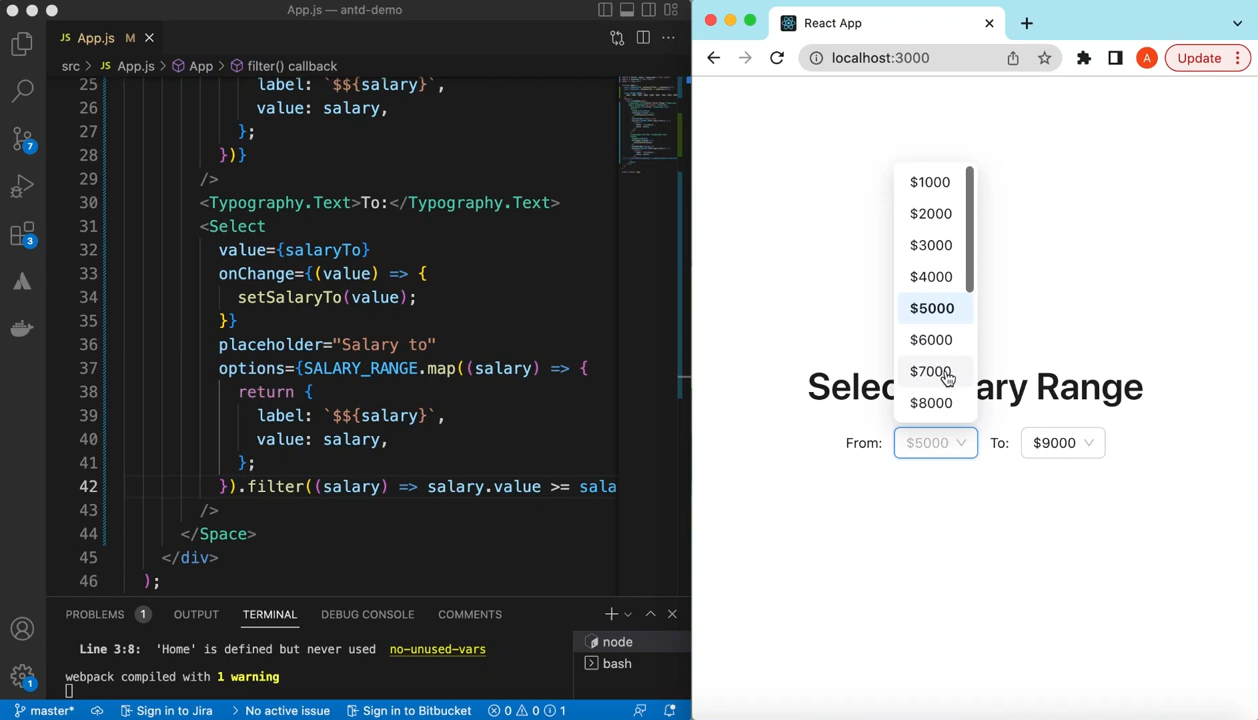 App.js — antd-demo
JS App.js M
src > JS App.js > App > filter() callback
25 label: `$${salary}`,
26 value: salary,
27 };
28 })}
29 />
30 <Typography.Text>To:</Typography.Text>
31 <Select
32 value={salaryTo}
33 onChange={(value) => {
34 setSalaryTo(value);
35 }}
36 placeholder="Salary to"
37 options={SALARY_RANGE.map((salary) => {
38 return {
39 label: `$${salary}`,
40 value: salary,
41 };
42 }).filter((salary) => salary.value >= sala
43 />
44 </Space>
45 </div>
46 );
7
3
1
PROBLEMS 1 OUTPUT TERMINAL DEBUG CONSOLE COMMENTS
Line 3:8: 'Home' is defined but never used no-unused-vars
webpack compiled with 1 warning
node
bash
master* Sign in to Jira No active issue Sign in to Bitbucket 0 0 1
React App
localhost:3000
A
Update
$1000
$2000
$3000
$4000
$5000
$6000
$7000
$8000
Selec ary Range
From: $5000 To: $9000